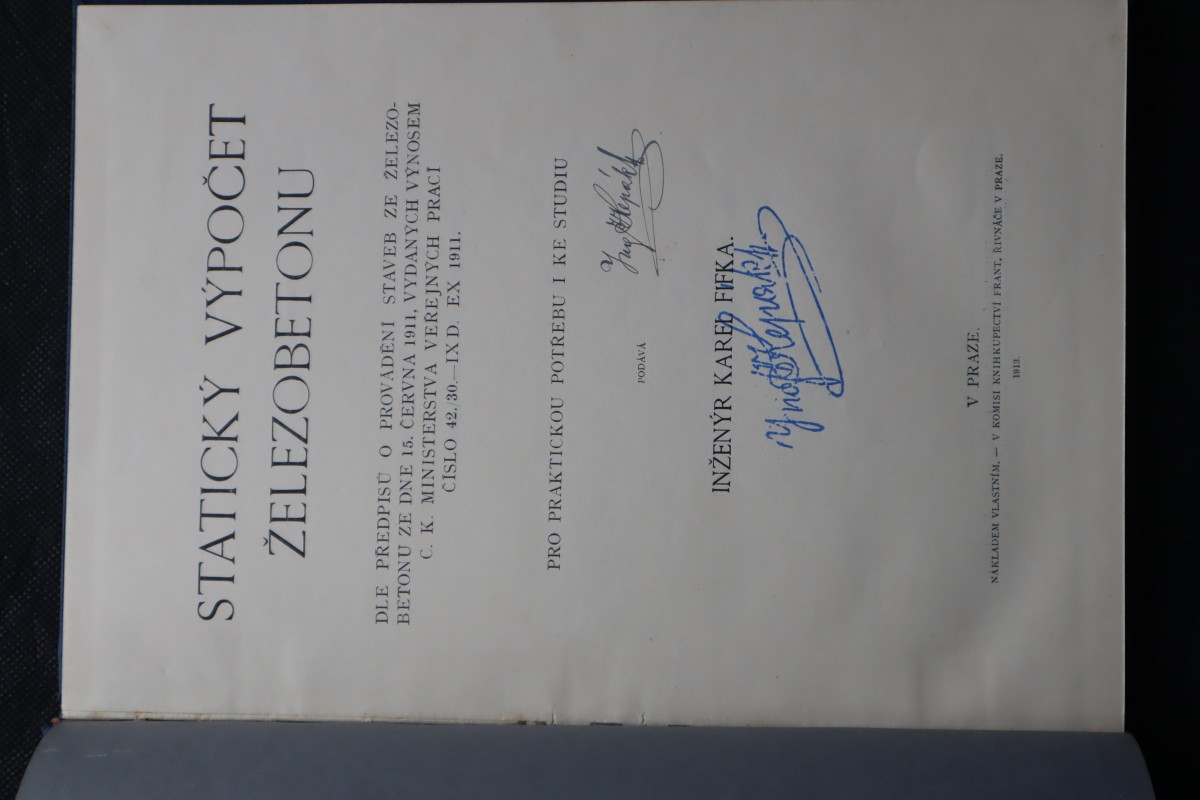 STATICKÝ VÝPOČET
ŽELEZOBETONU
DLE PŘEDPISŮ O PROVÁDĚNÍ STAVEB ZE ŽELEZO-
BETONU ZE DNE 15. ČERVNA 1911, VYDANÝCH VÝNOSEM
C. K. MINISTERSTVA VEŘEJNÝCH PRACÍ
ČÍSLO 42./30.—IX D. EX 1911.
PRO PRAKTICKOU POTŘEBU I KE STUDIU
PODÁVÁ
INŽENÝR KAREL FIFKA.
V PRAZE.
NÁKLADEM VLASTNÍM. — V KOMISI KNIHKUPECTVÍ FRANT. ŘIVNÁČE V PRAZE.
1913.